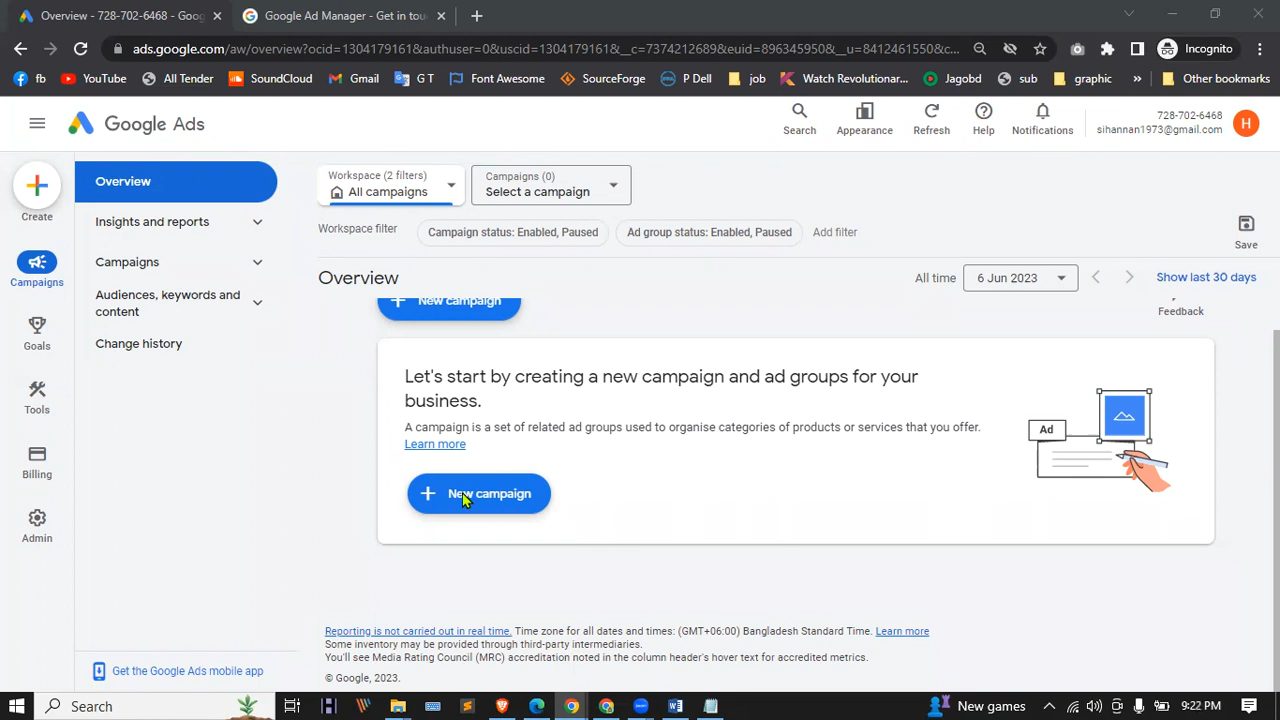 Overview - 728-702-6468 - Goog
Google Ad Manager - Get in touch
ads.google.com/aw/overview?ocid=1304179161&authuser=0&uscid=1304179161&__c=7374212689&euid=896345950&__u=8412461550&c...
Incognito
fb
YouTube
All Tender
SoundCloud
Gmail
G T
Font Awesome
SourceForge
P Dell
job
Watch Revolutionar...
Jagobd
sub
graphic
»
Other bookmarks
Google Ads
Search
Appearance
Refresh
Help
Notifications
728-702-6468
sihannan1973@gmail.com
H
Create
Campaigns
Goals
Tools
Billing
Admin
Overview
Insights and reports
Campaigns
Audiences, keywords and
content
Change history
Get the Google Ads mobile app
Workspace (2 filters)
All campaigns
Campaigns (0)
Select a campaign
Workspace filter
Campaign status: Enabled, Paused
Ad group status: Enabled, Paused
Add filter
Save
Overview
All time
6 Jun 2023
Show last 30 days
New campaign
Feedback
Let's start by creating a new campaign and ad groups for your
business.
A campaign is a set of related ad groups used to organise categories of products or services that you offer.
Learn more
New campaign
Ad
Reporting is not carried out in real time. Time zone for all dates and times: (GMT+06:00) Bangladesh Standard Time. Learn more
Some inventory may be provided through third-party intermediaries.
You'll see Media Rating Council (MRC) accreditation noted in the column header's hover text for accredited metrics.
© Google, 2023.
Search
New games
9:22 PM